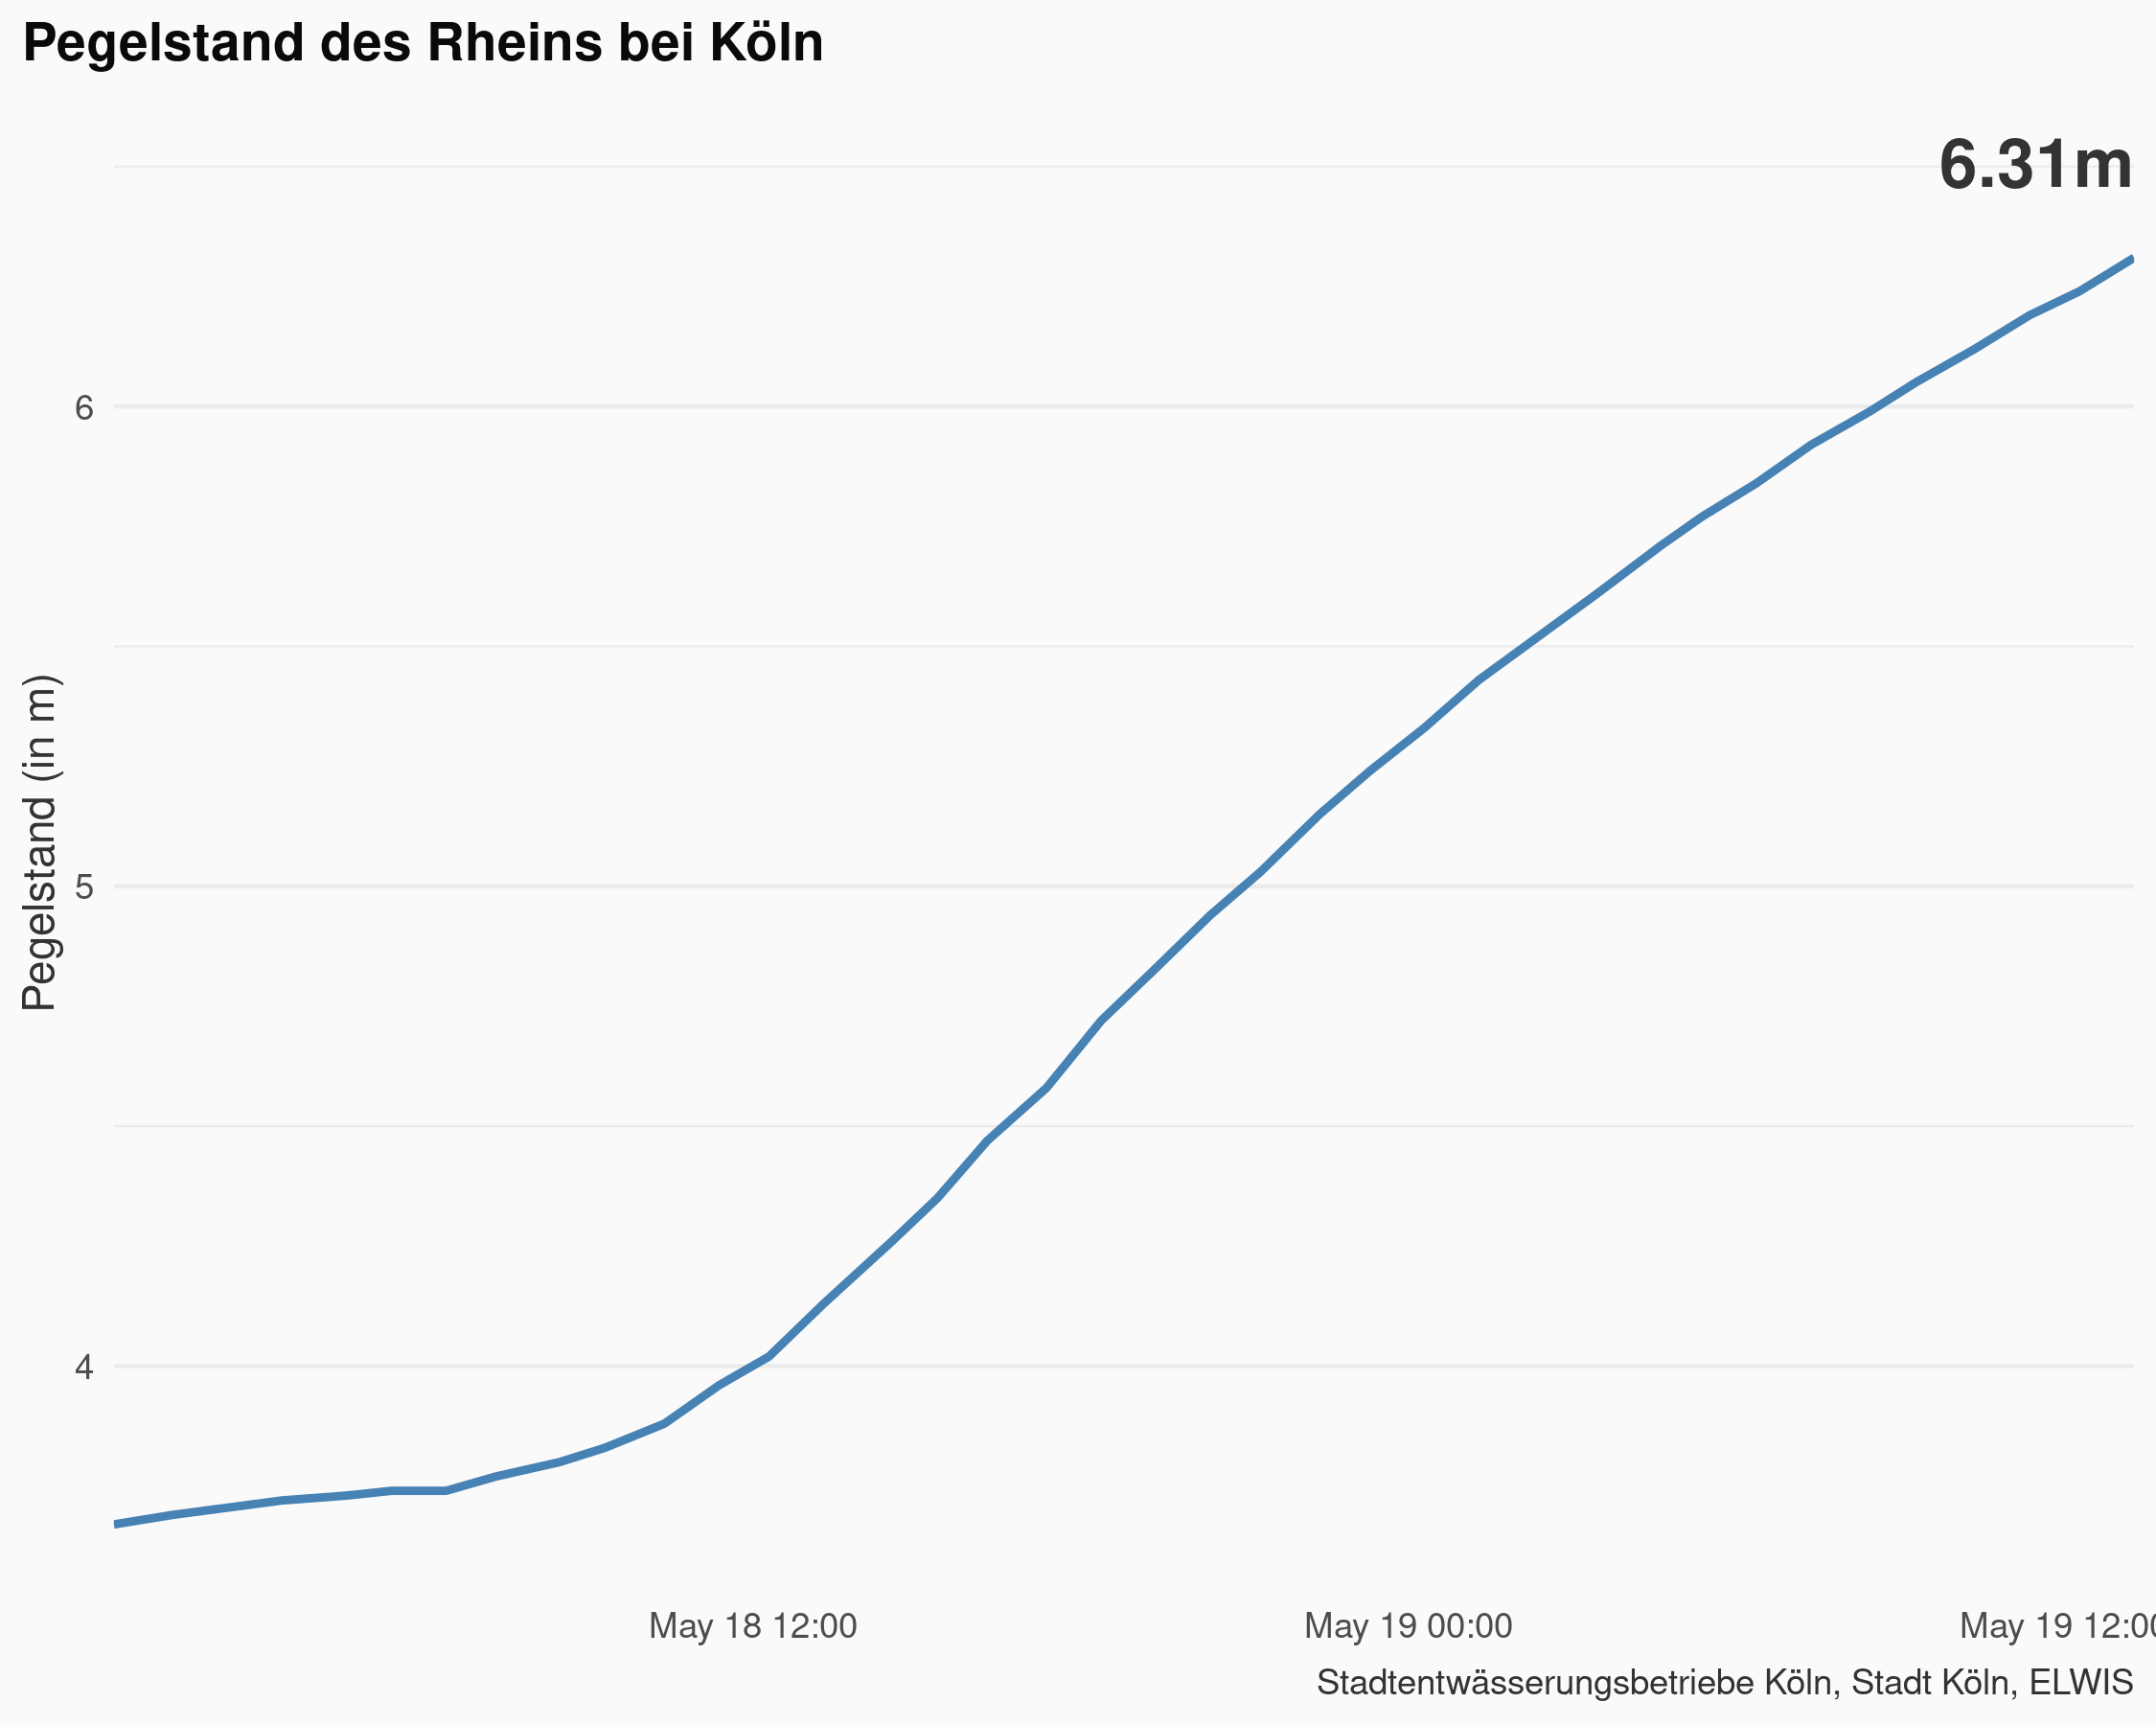 Pegelstand des Rheins bei Köln
6.31m
6
5
4
Pegelstand (in m)
May 18 12:00
May 19 00:00
May 19 12:00
Stadtentwässerungsbetriebe Köln, Stadt Köln, ELWIS